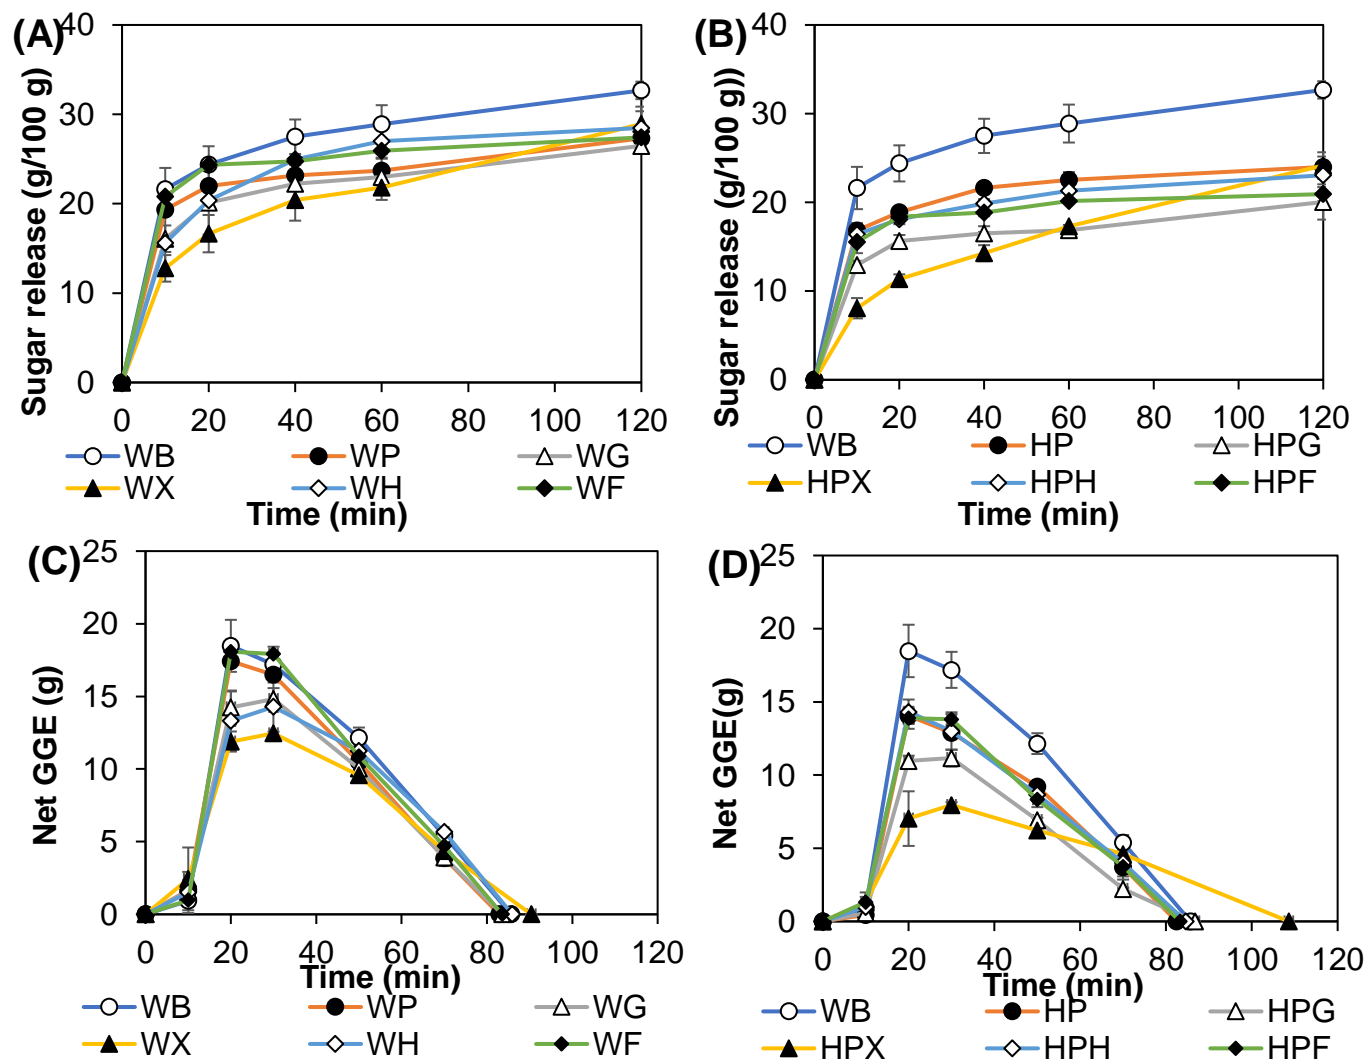 (A)
40
30
20
10
0
Sugar release (g/100 g)
0 20 40 60 80 100 120
WB WP WG
WX WH WF
Time (min)
(B)
40
30
20
10
0
Sugar release (g/100 g))
0 20 40 60 80 100 120
WB HP HPG
HPX HPH HPF
Time (min)
(C)
25
20
15
10
5
0
Net GGE (g)
0 20 40 60 80 100 120
Time (min)
WB WP WG
WX WH WF
(D)
25
20
15
10
5
0
Net GGE(g)
0 20 40 60 80 100 120
Time (min)
WB HP HPG
HPX HPH HPF